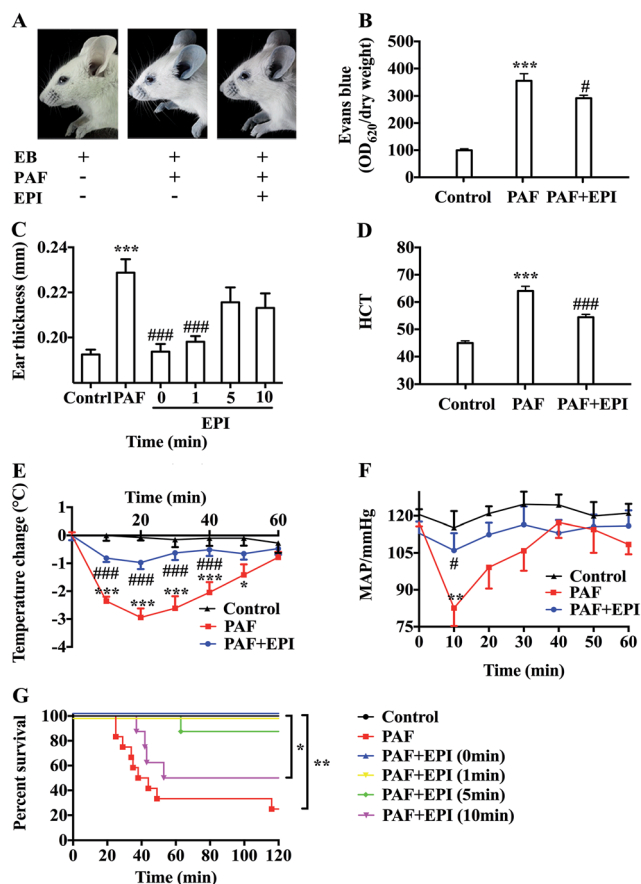 A
EB + + +
PAF - + +
EPI - - +
B
Evans blue
(OD620/dry weight)
400
300
200
100
0
***
#
Control PAF PAF+EPI
C
Ear thickness (mm)
0.24
0.22
0.20
***
###
###
Contrl PAF 0 1 5 10
EPI
Time (min)
D
HCT
80
70
60
50
40
30
***
###
Control PAF PAF+EPI
E
Time (min)
0 20 40 60
Temperature change (°C)
0
-1
-2
-3
-4
###
###
###
###
***
***
***
***
*
Control
PAF
PAF+EPI
F
MAP/mmHg
120
105
90
75
#
**
Control
PAF
PAF+EPI
0 10 20 30 40 50 60
Time (min)
G
Percent survival
100
80
60
40
20
0
0 20 40 60 80 100 120
Time (min)
*
**
Control
PAF
PAF+EPI (0min)
PAF+EPI (1min)
PAF+EPI (5min)
PAF+EPI (10min)